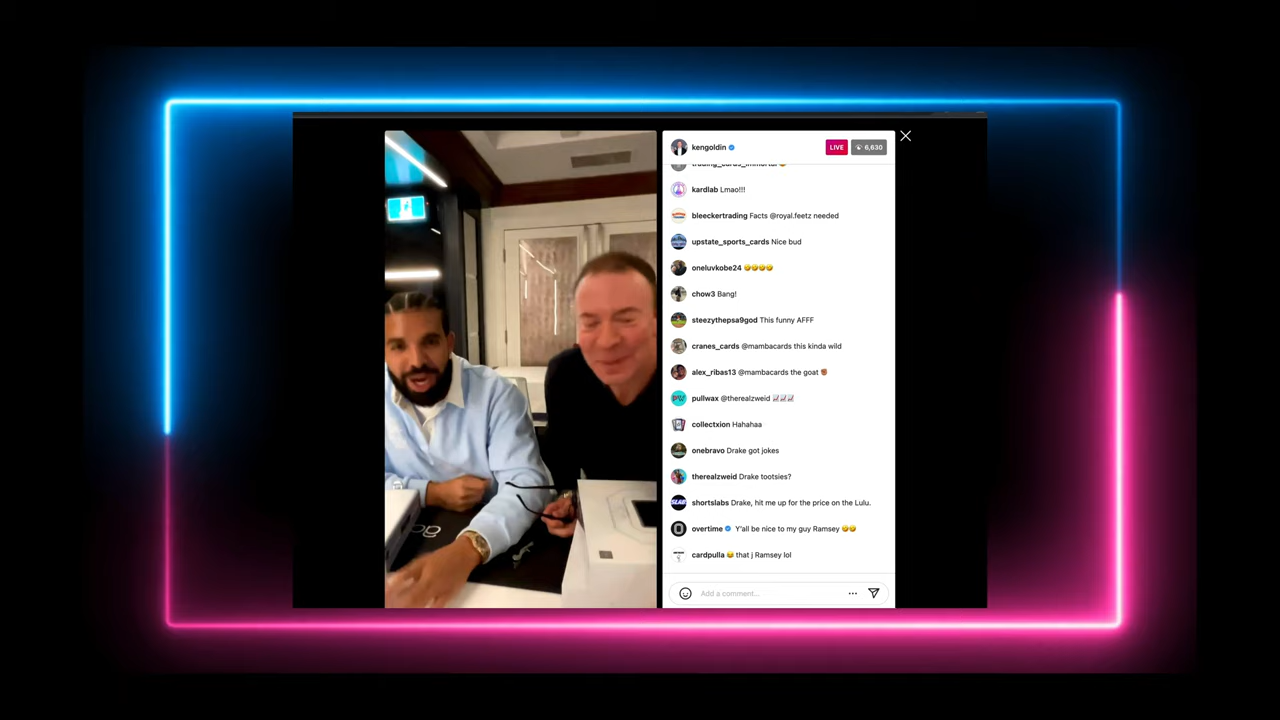 kengoldin LIVE 6,630
trading_cards_immortal 😂
kardlab Lmao!!!
bleeckertrading Facts @royal.feetz needed
upstate_sports_cards Nice bud
oneluvkobe24 🤣🤣🤣🤣
chow3 Bang!
steezythepsa9god This funny AFFF
cranes_cards @mambacards this kinda wild
alex_ribas13 @mambacards the goat ✊🏾
pullwax @therealzweid 📈📈📈
collectxion Hahahaa
onebravo Drake got jokes
therealzweid Drake tootsies?
shortslabs Drake, hit me up for the price on the Lulu.
overtime Y'all be nice to my guy Ramsey 🤣🤣
cardpulla 😂 that j Ramsey lol
Add a comment...